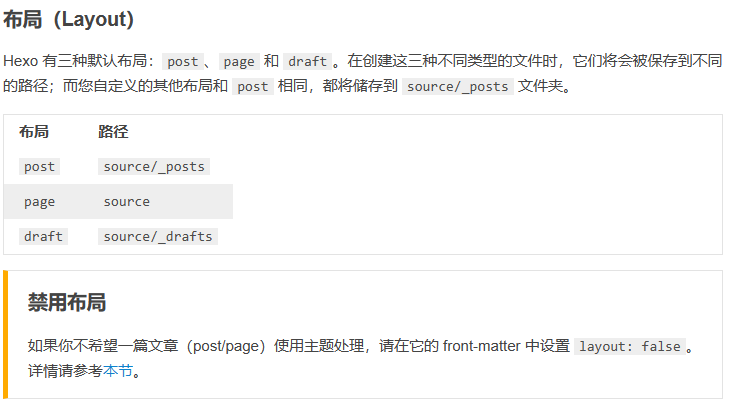 布局（Layout）
Hexo 有三种默认布局：post、page 和 draft。在创建这三种不同类型的文件时，它们将会被保存到不同
的路径；而您自定义的其他布局和 post 相同，都将储存到 source/_posts 文件夹。
布局 路径
post source/_posts
page source
draft source/_drafts
禁用布局
如果你不希望一篇文章（post/page）使用主题处理，请在它的 front-matter 中设置 layout: false。
详情请参考本节。